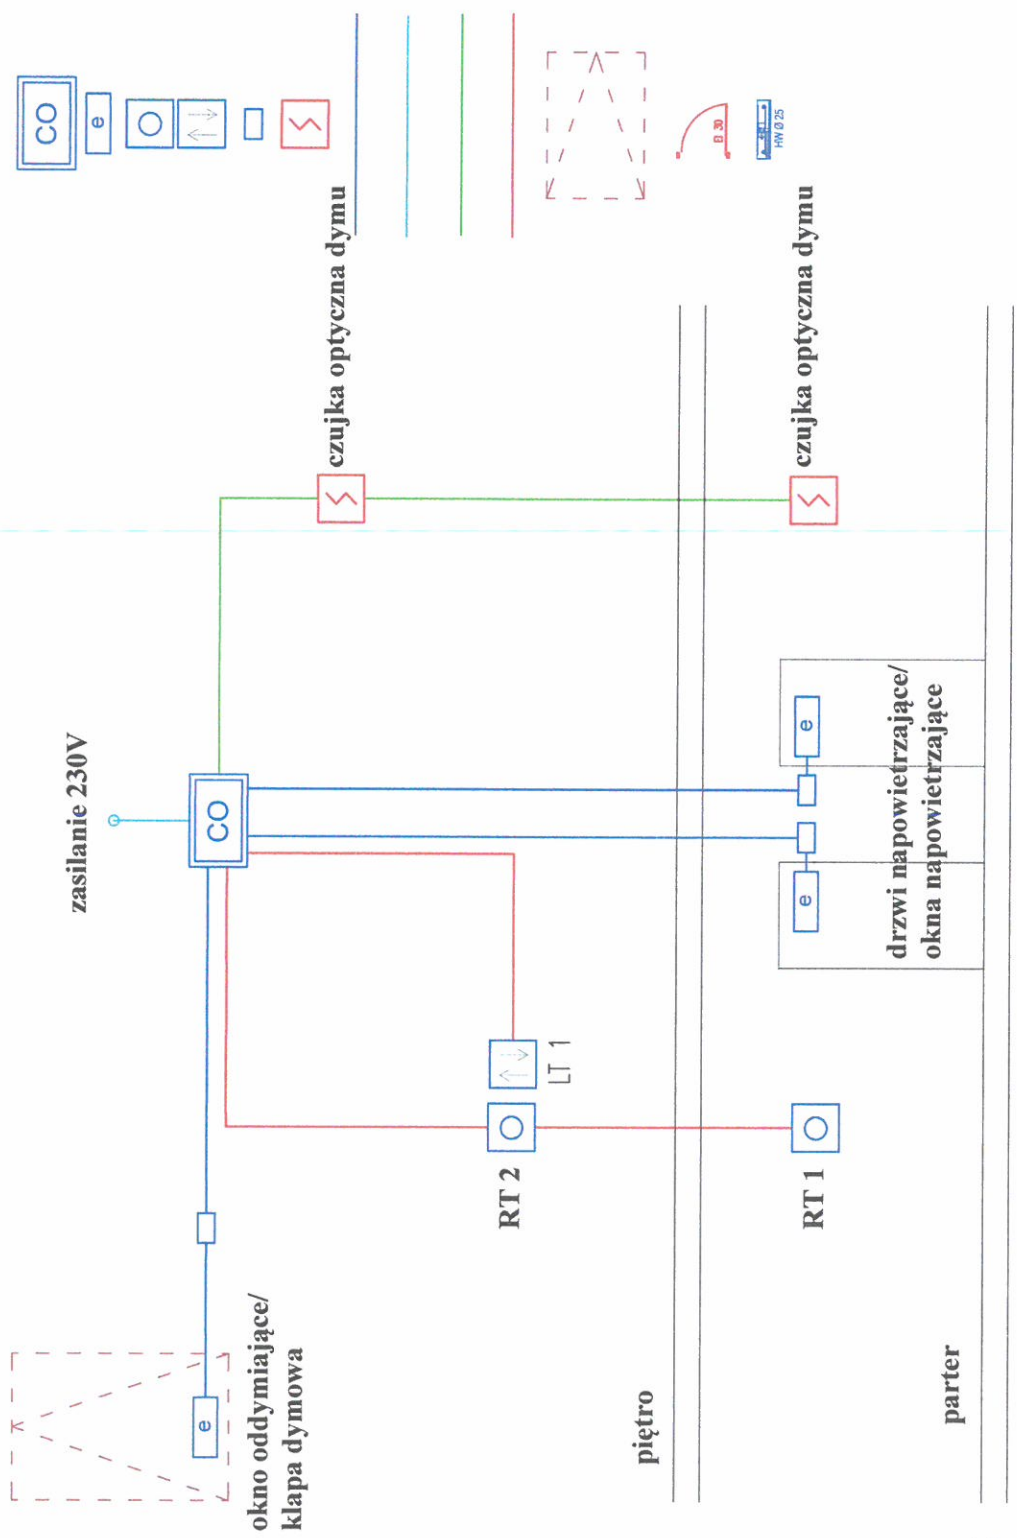 zasilanie 230V
CO
okno oddymiające/
klapa dymowa
e
czujka optyczna dymu
RT 2
LT 1
piętro
RT 1
e
e
drzwi napowietrzające/
okna napowietrzające
czujka optyczna dymu
parter
CO
e
B 30
HW Ø 25